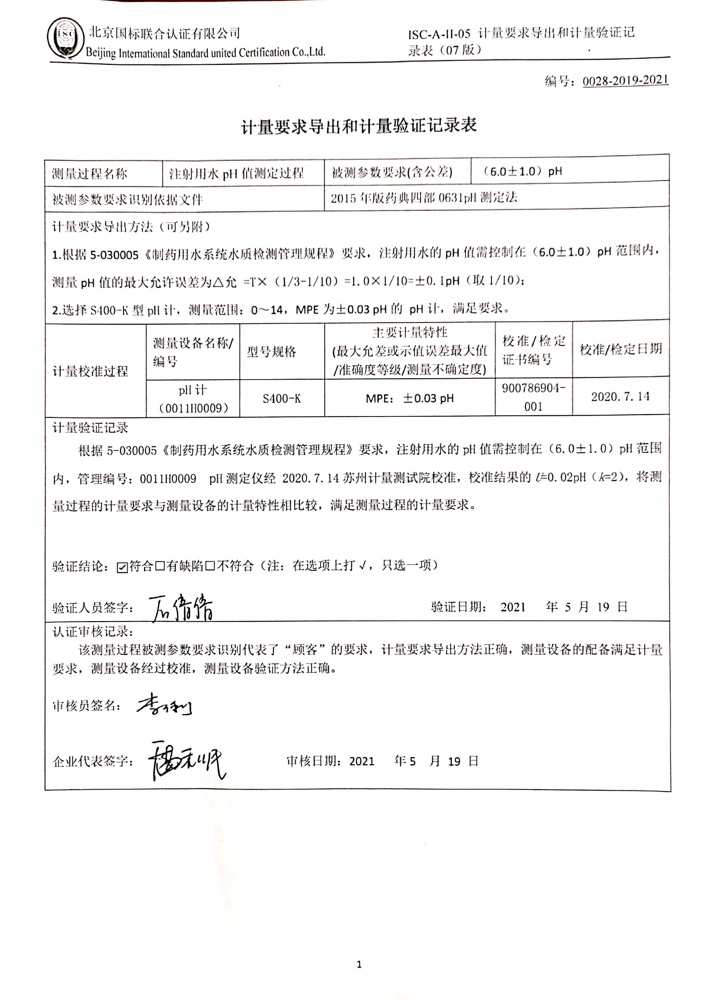 ISC
北京国标联合认证有限公司
Beijing International Standard united Certification Co.,Ltd.
ISC-A-II-05 计量要求导出和计量验证记
录表（07 版）
编号：0028-2019-2021
计量要求导出和计量验证记录表
测量过程名称 注射用水 pH 值测定过程 被测参数要求(含公差) （6.0±1.0）pH
被测参数要求识别依据文件 2015 年版药典四部 0631pH 测定法
计量要求导出方法（可另附）
1.根据 5-030005《制药用水系统水质检测管理规程》要求，注射用水的 pH 值需控制在（6.0±1.0）pH 范围内，
测量 pH 值的最大允许误差为△允 =T×（1/3-1/10）=1.0×1/10=±0.1pH（取 1/10）；
2.选择 S400-K 型 pH 计，测量范围：0～14，MPE 为±0.03 pH 的 pH 计，满足要求。
计量校准过程
测量设备名称/
编号
型号规格
主要计量特性
(最大允差或示值误差最大值
/准确度等级/测量不确定度)
校准/检定
证书编号
校准/检定日期
pH 计
（0011H0009）
S400-K
MPE：±0.03 pH
900786904-
001
2020.7.14
计量验证记录
根据 5-030005《制药用水系统水质检测管理规程》要求，注射用水的 pH 值需控制在（6.0±1.0）pH 范围
内，管理编号：0011H0009 pH 测定仪经 2020.7.14 苏州计量测试院校准，校准结果的 U=0.02pH（k=2），将测
量过程的计量要求与测量设备的计量特性相比较，满足测量过程的计量要求。
验证结论：☑符合☐有缺陷☐不符合（注：在选项上打√，只选一项）
验证人员签字： 石倩倩 验证日期： 2021 年 5 月 19 日
认证审核记录：
该测量过程被测参数要求识别代表了“顾客”的要求，计量要求导出方法正确，测量设备的配备满足计量
要求，测量设备经过校准，测量设备验证方法正确。
审核员签名：
企业代表签字： 审核日期：2021 年 5 月 19 日
1